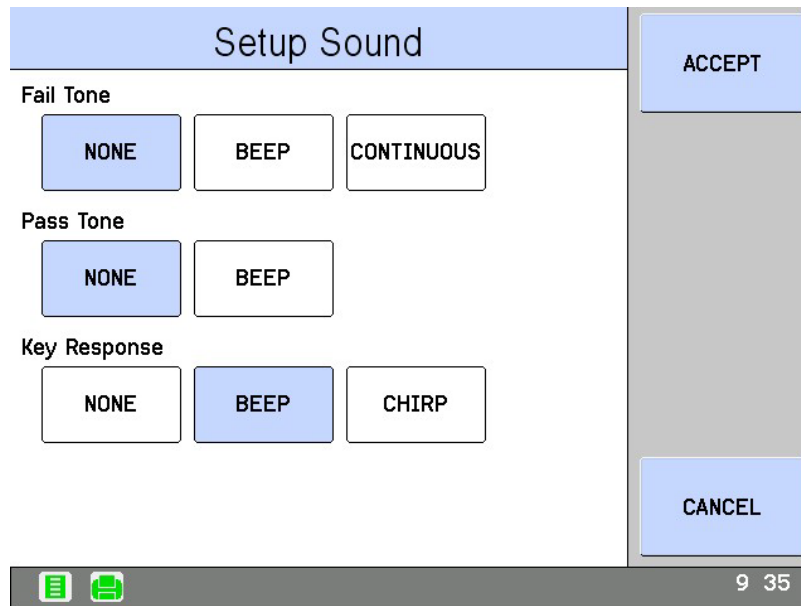 Setup Sound
ACCEPT
Fail Tone
NONE BEEP CONTINUOUS
Pass Tone
NONE BEEP
Key Response
NONE BEEP CHIRP
CANCEL
9 35